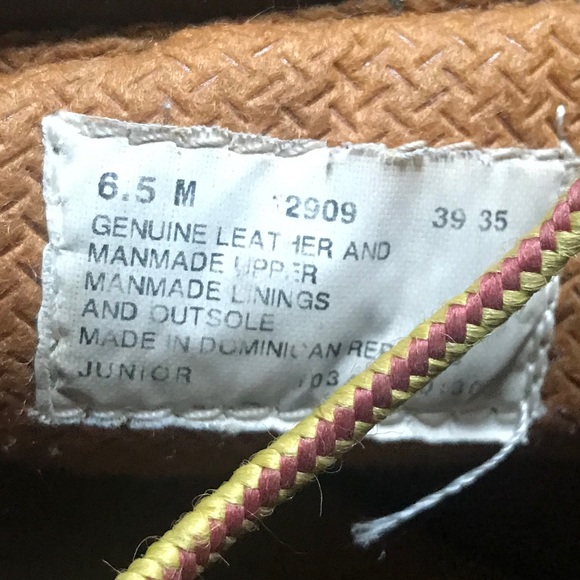 6.5 M 2909 39 35
GENUINE LEATHER AND
MANMADE UPPER
MANMADE LININGS
AND OUTSOLE
MADE IN DOMINICAN REP
JUNIOR 103